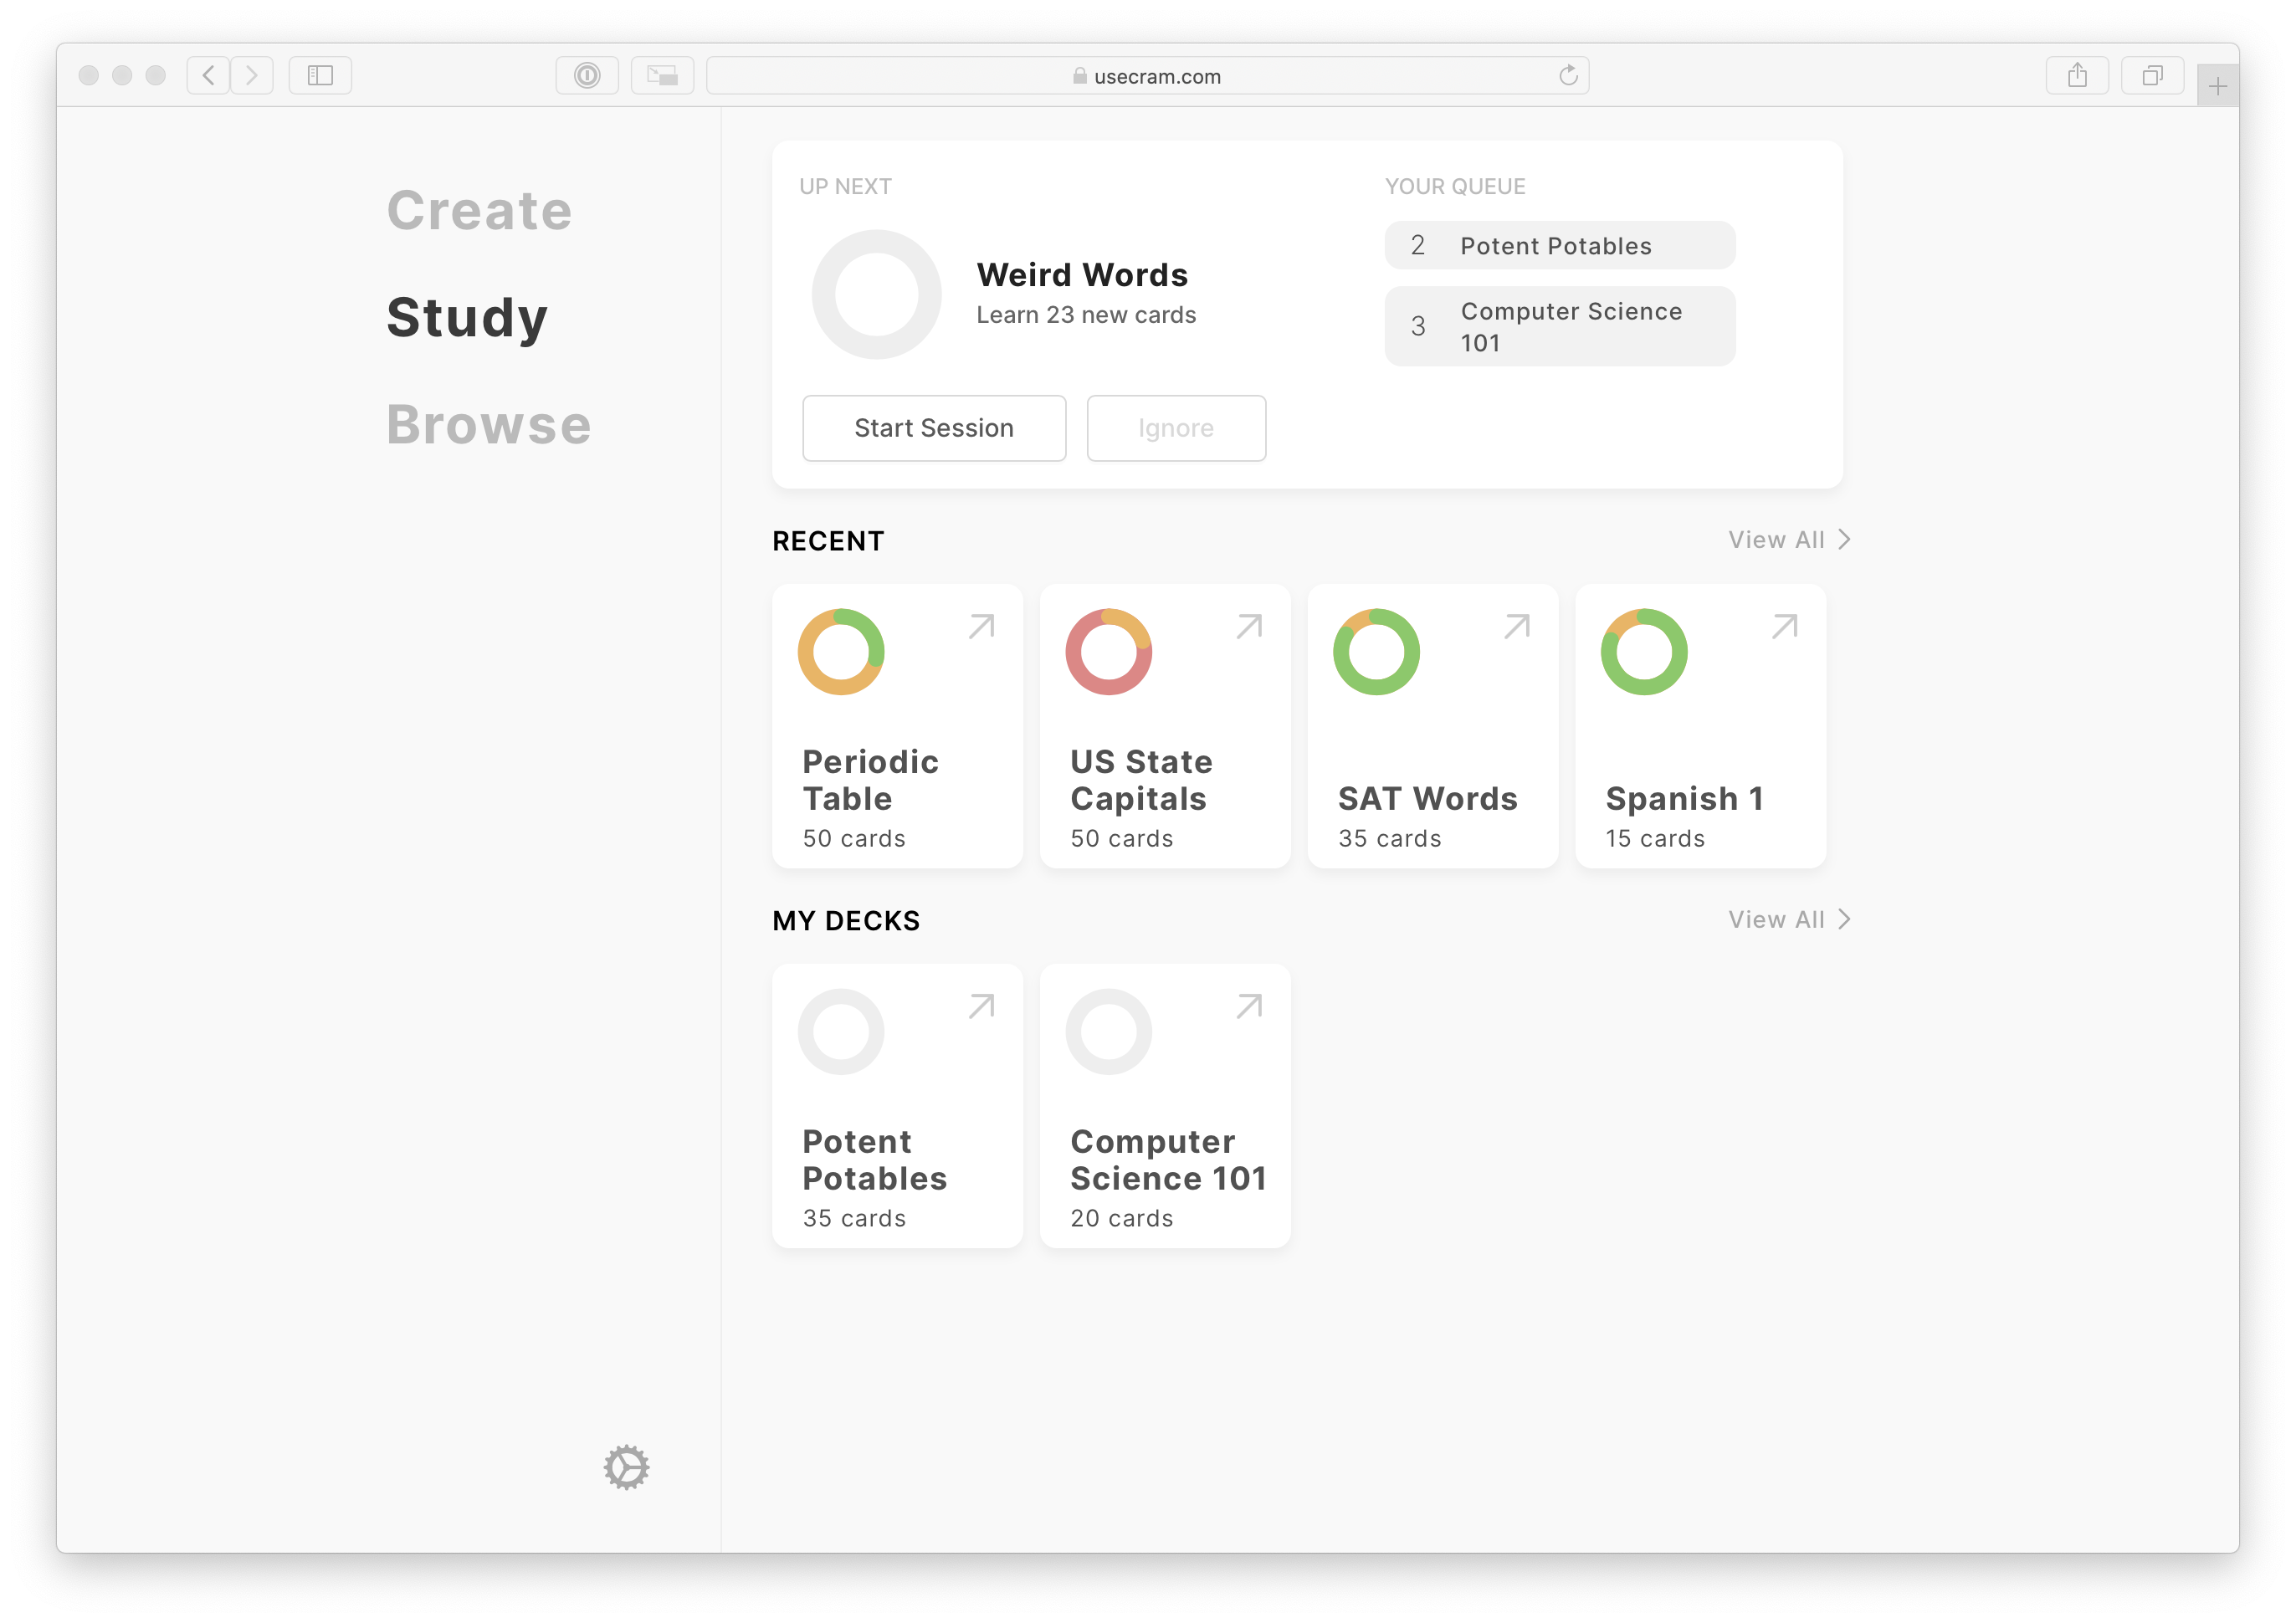 usecram.com
Create
Study
Browse
UP NEXT
Weird Words
Learn 23 new cards
Start Session
Ignore
YOUR QUEUE
2 Potent Potables
3 Computer Science
101
RECENT
View All
Periodic
Table
50 cards
US State
Capitals
50 cards
SAT Words
35 cards
Spanish 1
15 cards
MY DECKS
View All
Potent
Potables
35 cards
Computer
Science 101
20 cards